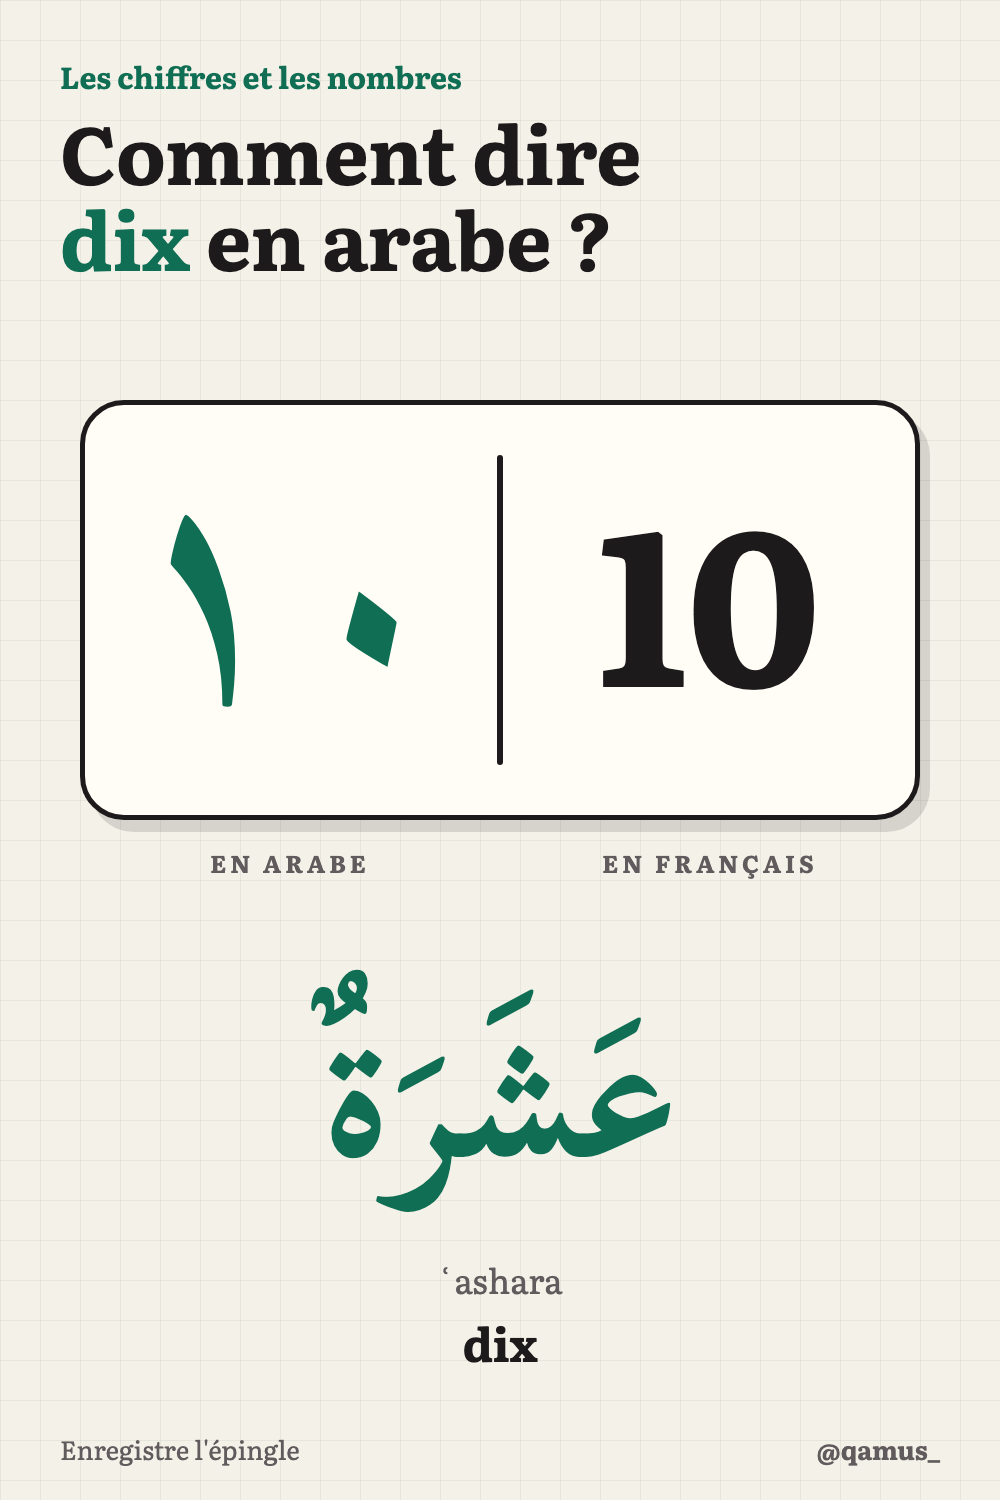 Les chiffres et les nombres
Comment dire
dix en arabe ?
١٠
10
EN ARABE
EN FRANÇAIS
عَشَرَةٌ
ʿashara
dix
Enregistre l'épingle
@qamus_